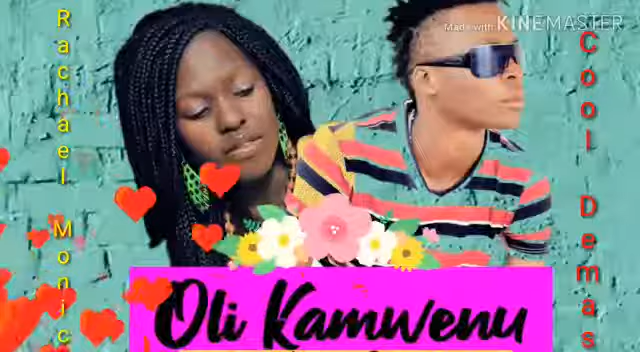 Made with KINEMASTER
Rachael Monic
Cool Demas
Oli Kamwenu